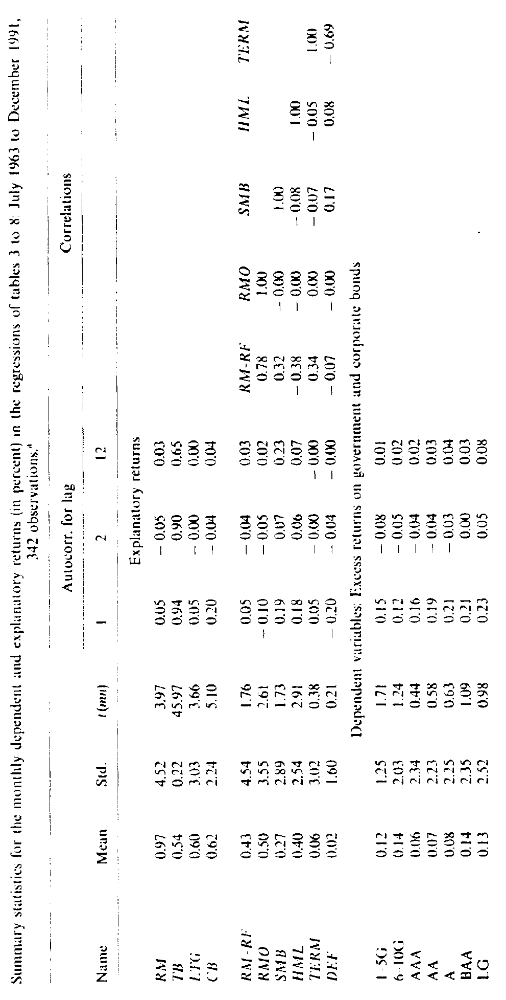 Summary statistics for the monthly dependent and explanatory returns (in percent) in the regressions of tables 3 to 8: July 1963 to December 1991,
342 observations.ᵃ
Autocorr. for lag Correlations
Name Mean Std. t(mn) 1 2 12
Explanatory returns
RM 0.97 4.52 3.97 0.05 − 0.05 0.03
TB 0.54 0.22 45.97 0.94 0.90 0.65
LTG 0.60 3.03 3.66 0.05 − 0.00 0.00
CB 0.62 2.24 5.10 0.20 − 0.04 0.04
RM-RF RMO SMB HML TERM
RM-RF 0.43 4.54 1.76 0.05 − 0.04 0.03
RMO 0.50 3.55 2.61 − 0.10 − 0.05 0.02 0.78 1.00
SMB 0.27 2.89 1.73 0.19 0.07 0.23 0.32 − 0.00 1.00
HML 0.40 2.54 2.91 0.18 0.06 0.07 − 0.38 − 0.00 − 0.08 1.00
TERM 0.06 3.02 0.38 0.05 − 0.00 − 0.00 0.34 0.00 − 0.07 − 0.05 1.00
DEF 0.02 1.60 0.21 − 0.20 − 0.04 − 0.00 − 0.07 − 0.00 0.17 0.08 − 0.69
Dependent variables: Excess returns on government and corporate bonds
1–5G 0.12 1.25 1.71 0.15 − 0.08 0.01
6–10G 0.14 2.03 1.24 0.12 − 0.05 0.02
AAA 0.06 2.34 0.44 0.16 − 0.04 0.02
AA 0.07 2.23 0.58 0.19 − 0.04 0.03
A 0.08 2.25 0.63 0.21 − 0.03 0.04
BAA 0.14 2.35 1.09 0.21 0.00 0.03
LG 0.13 2.52 0.98 0.23 0.05 0.08